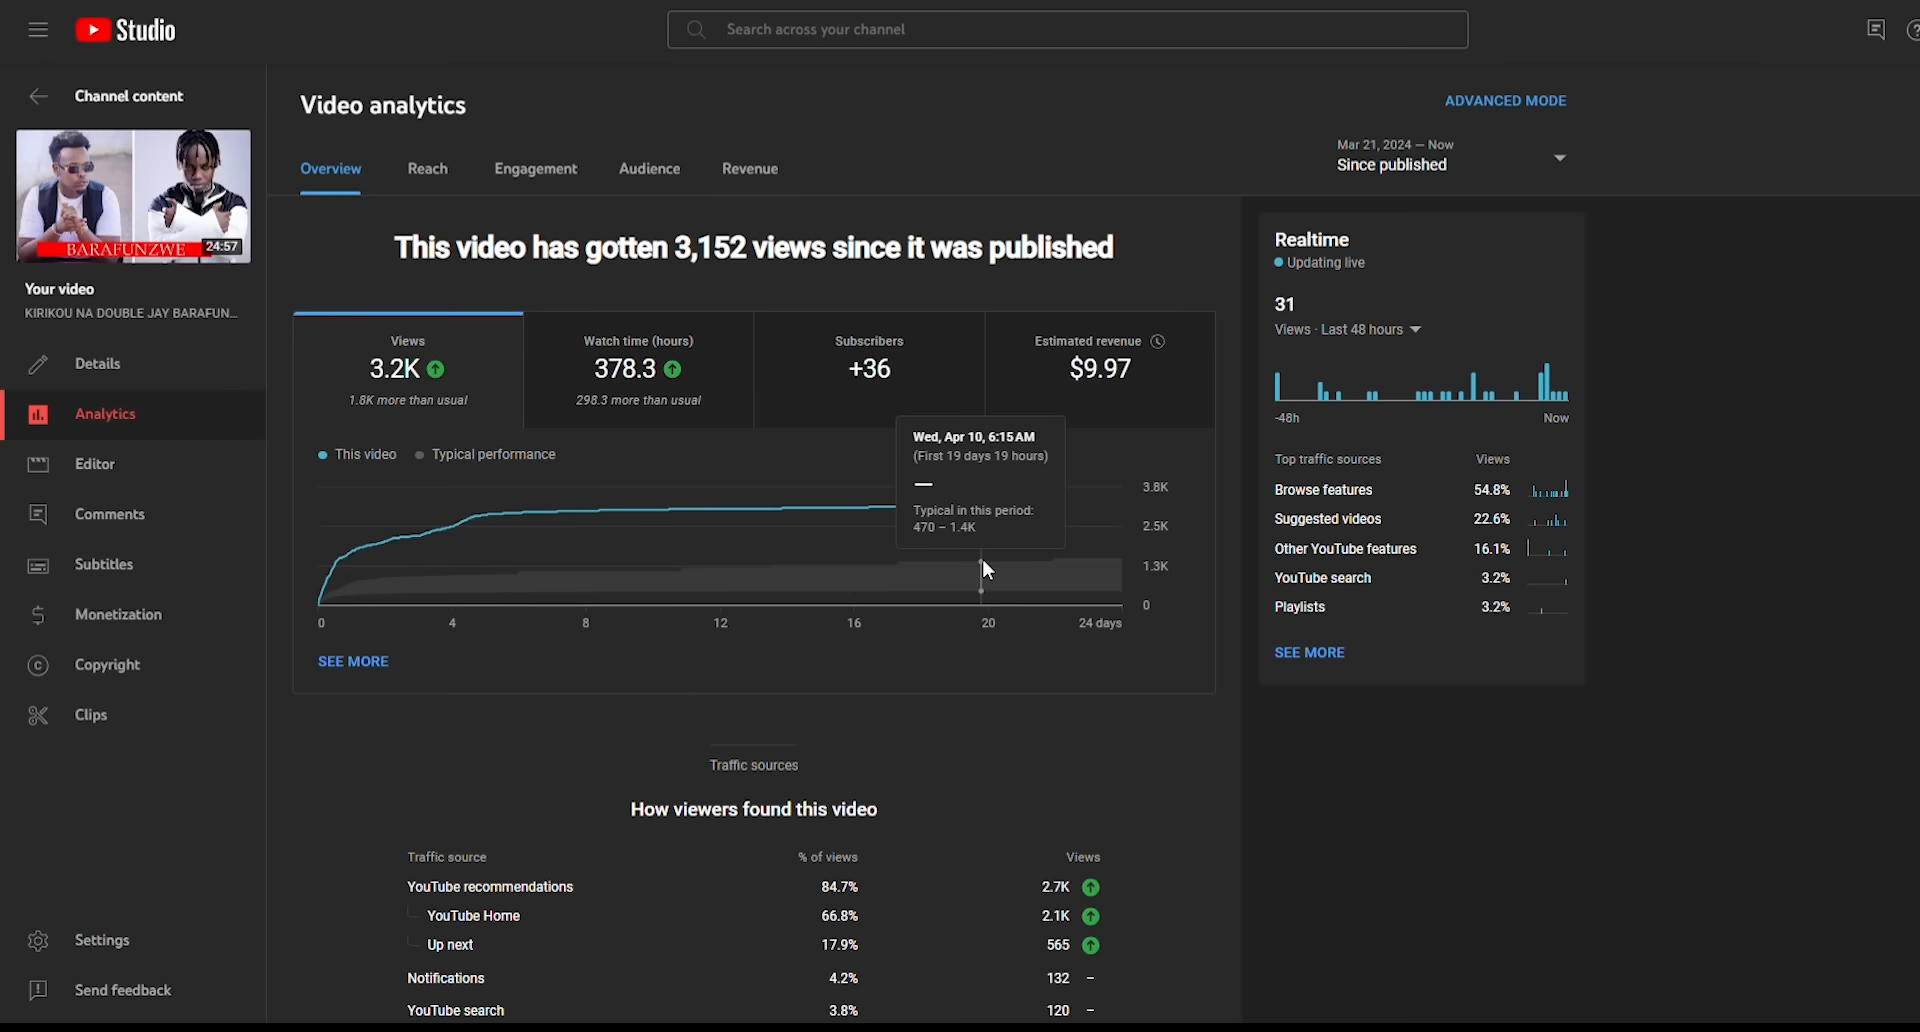 Studio
Search across your channel
Channel content
BARAFUNZWE
24:57
Your video
KIRIKOU NA DOUBLE JAY BARAFUN...
Details
Analytics
Editor
Comments
Subtitles
Monetization
Copyright
Clips
Settings
Send feedback
Video analytics
ADVANCED MODE
Mar 21, 2024 – Now
Since published
Overview Reach Engagement Audience Revenue
This video has gotten 3,152 views since it was published
Views
3.2K
1.8K more than usual
Watch time (hours)
378.3
298.3 more than usual
Subscribers
+36
Estimated revenue
$9.97
This video Typical performance
Wed, Apr 10, 6:15 AM
(First 19 days 19 hours)
—
Typical in this period:
470 – 1.4K
3.8K
2.5K
1.3K
0
0 4 8 12 16 20 24 days
SEE MORE
Traffic sources
How viewers found this video
Traffic source % of views Views
YouTube recommendations 84.7% 2.7K
YouTube Home 66.8% 2.1K
Up next 17.9% 565
Notifications 4.2% 132 –
YouTube search 3.8% 120 –
Realtime
Updating live
31
Views · Last 48 hours
-48h Now
Top traffic sources Views
Browse features 54.8%
Suggested videos 22.6%
Other YouTube features 16.1%
YouTube search 3.2%
Playlists 3.2%
SEE MORE